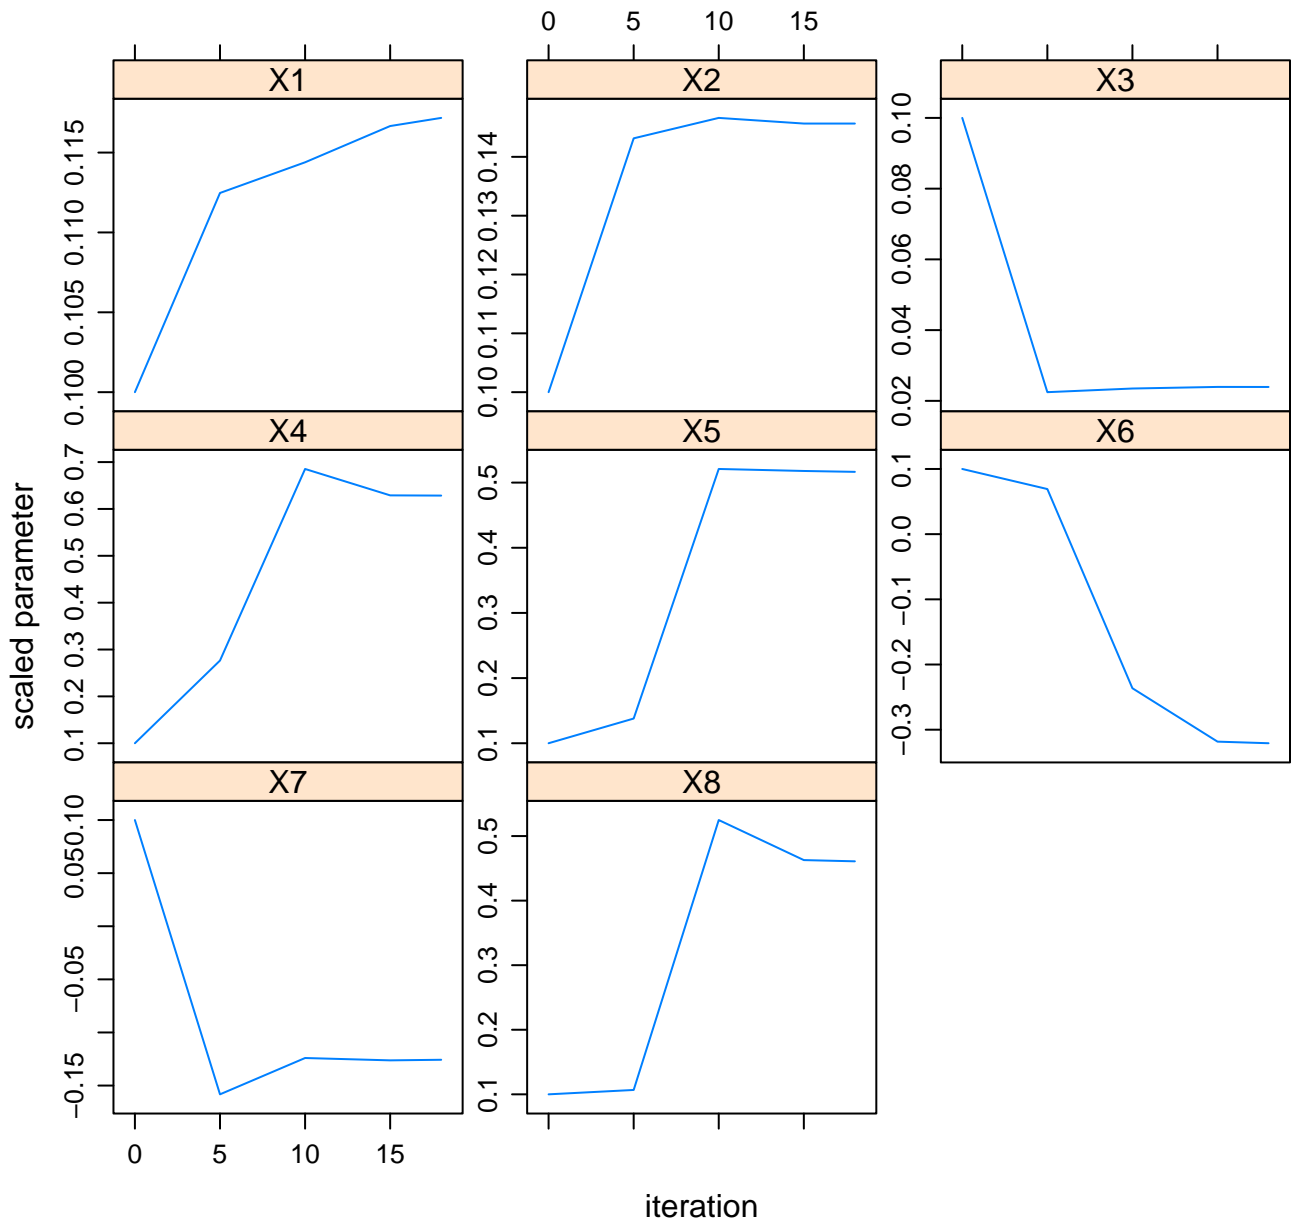 0 5 10 15
X1 X2 X3
0.100 0.105 0.110 0.115
0.10 0.11 0.12 0.13 0.14
0.02 0.04 0.06 0.08 0.10
X4 X5 X6
0.1 0.2 0.3 0.4 0.5 0.6 0.7
0.1 0.2 0.3 0.4 0.5
−0.3 −0.2 −0.1 0.0 0.1
scaled parameter
X7 X8
−0.15 −0.05 0.05 0.10
0.1 0.2 0.3 0.4 0.5
0 5 10 15
iteration